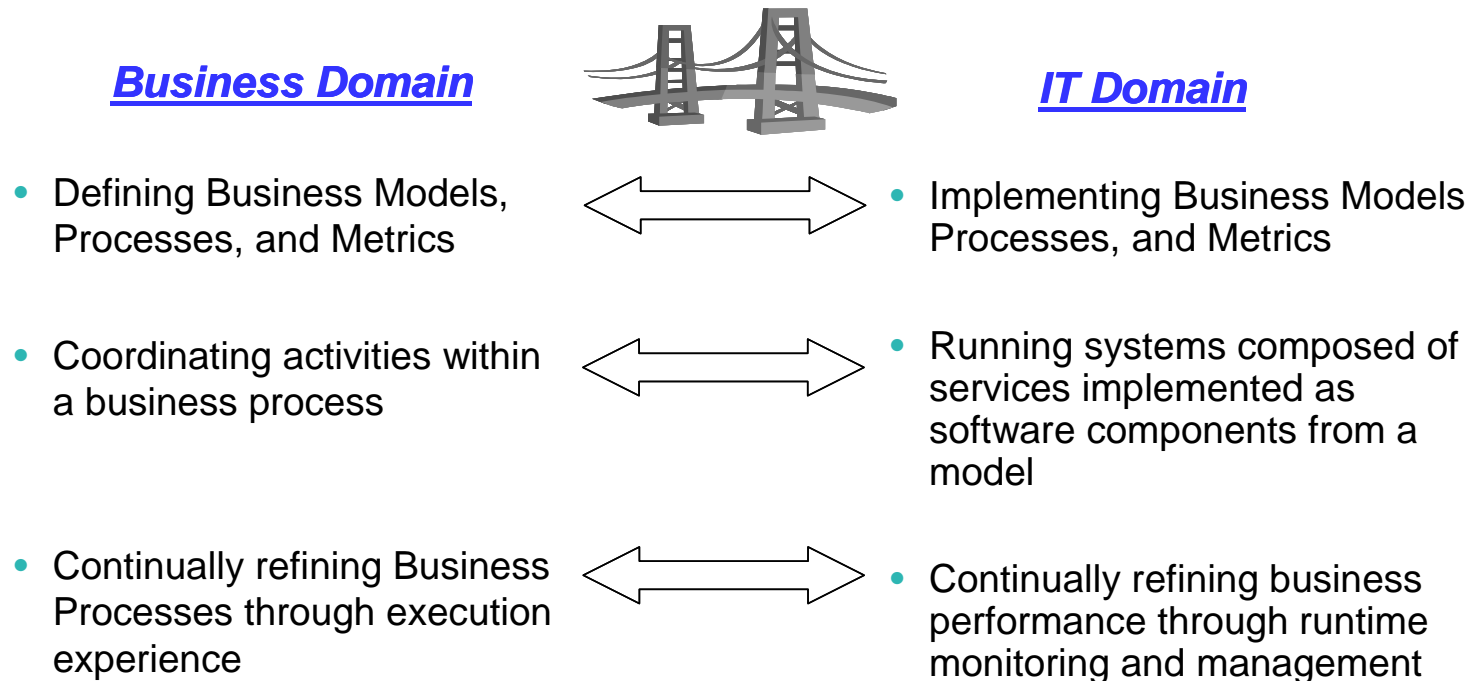 Business Domain
IT Domain
• Defining Business Models,
Processes, and Metrics
• Implementing Business Models
Processes, and Metrics
• Coordinating activities within
a business process
• Running systems composed of
services implemented as
software components from a
model
• Continually refining Business
Processes through execution
experience
• Continually refining business
performance through runtime
monitoring and management